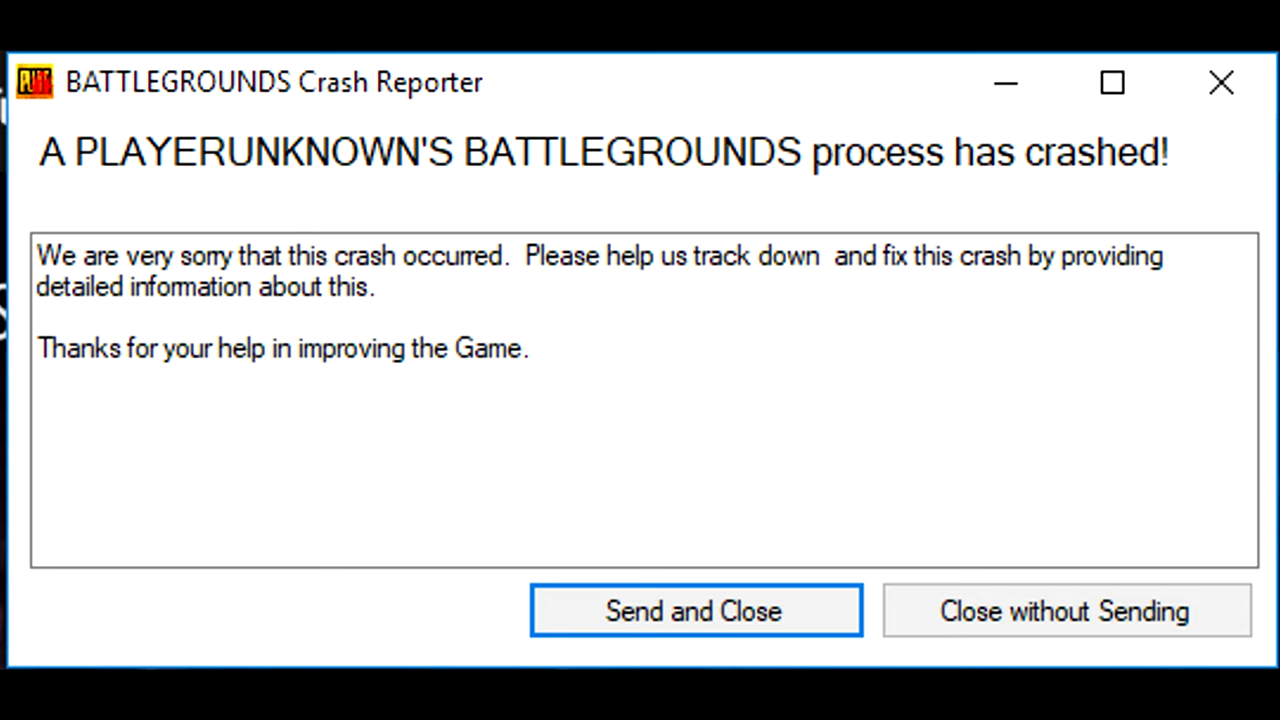 BATTLEGROUNDS Crash Reporter
A PLAYERUNKNOWN'S BATTLEGROUNDS process has crashed!
We are very sorry that this crash occurred.  Please help us track down  and fix this crash by providing
detailed information about this.
Thanks for your help in improving the Game.
Send and Close
Close without Sending